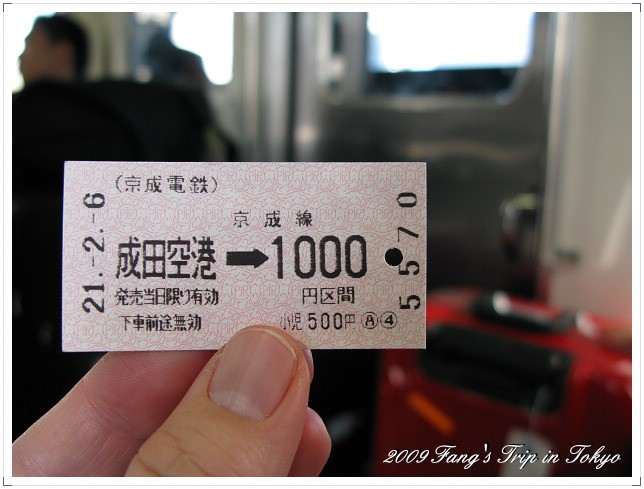 (京成電鉄)
京成線
成田空港➡1000
発売当日限り有効 円区間
下車前途無効 小児500円 Ⓐ④
21.-2.-6
5570
2009 Fang's Trip in Tokyo